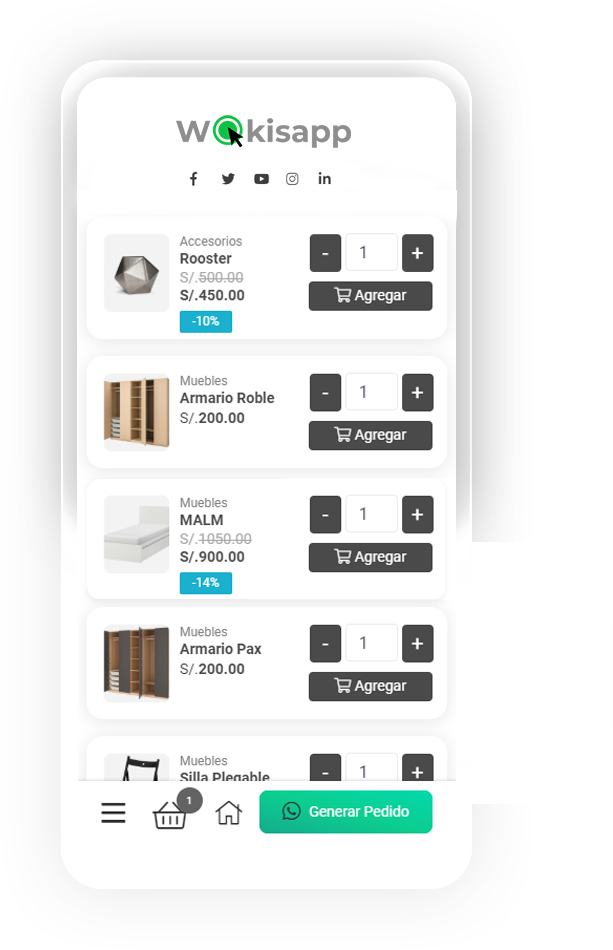 Wokisapp
Accesorios
Rooster
S/.500.00
S/.450.00
-10%
- 1 +
Agregar
Muebles
Armario Roble
S/.200.00
- 1 +
Agregar
Muebles
MALM
S/.1050.00
S/.900.00
-14%
- 1 +
Agregar
Muebles
Armario Pax
S/.200.00
- 1 +
Agregar
Muebles
Silla Plegable
- 1 +
1
Generar Pedido